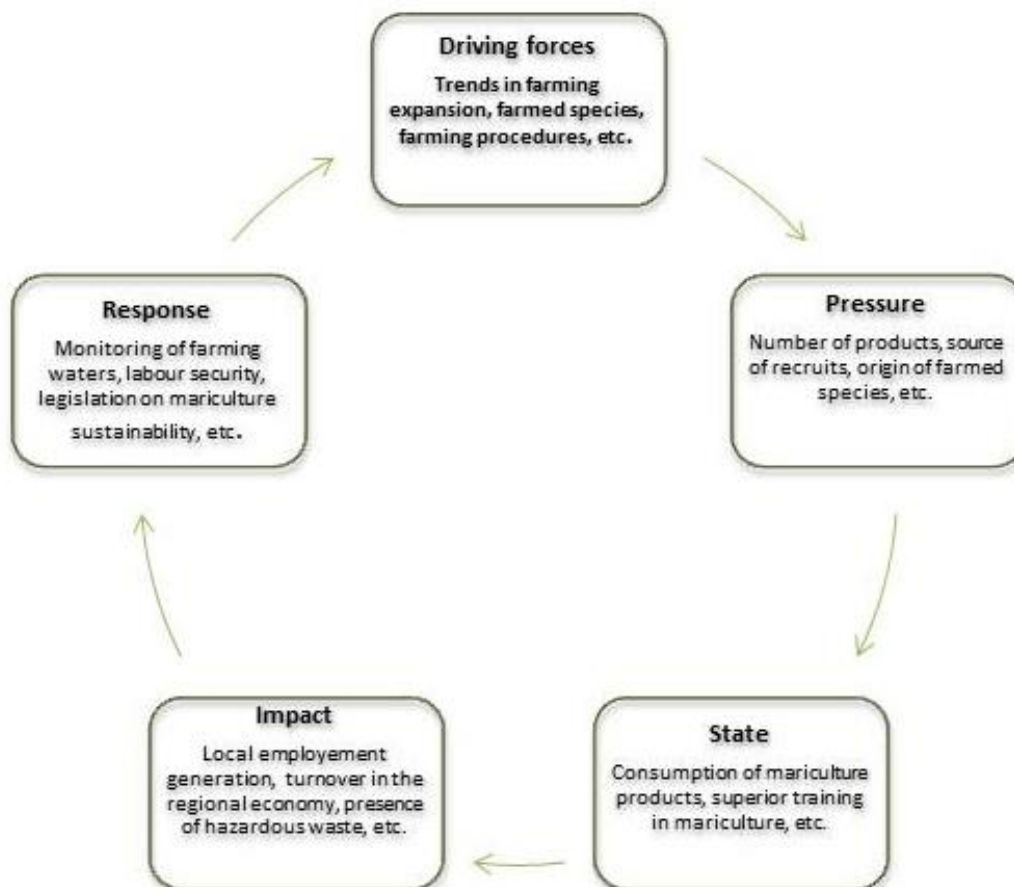 Driving forces
Trends in farming
expansion, farmed species,
farming procedures, etc.
Response
Monitoring of farming
waters, labour security,
legislation on mariculture
sustainability, etc.
Pressure
Number of products, source
of recruits, origin of farmed
species, etc.
Impact
Local employement
generation, turnover in the
regional economy, presence
of hazardous waste, etc.
State
Consumption of mariculture
products, superior training
in mariculture, etc.